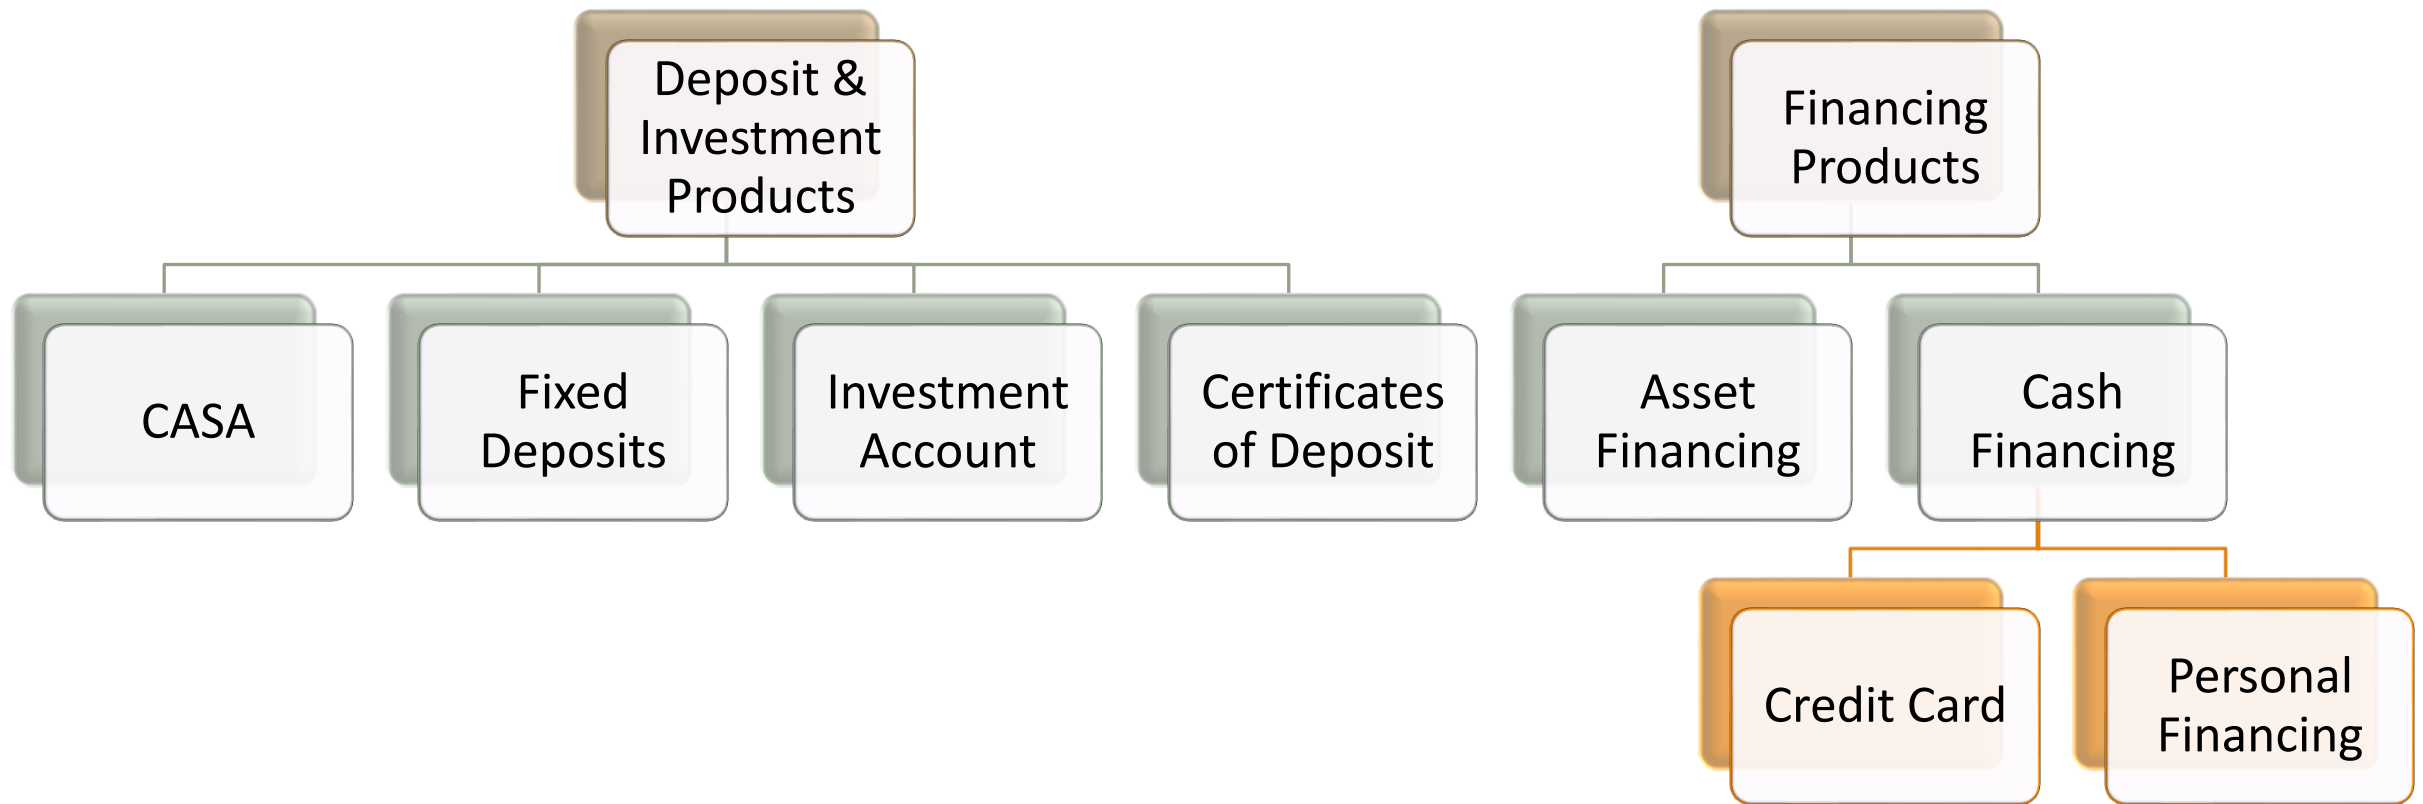 Deposit &
Investment
Products
Financing
Products
CASA
Fixed
Deposits
Investment
Account
Certificates
of Deposit
Asset
Financing
Cash
Financing
Credit Card
Personal
Financing